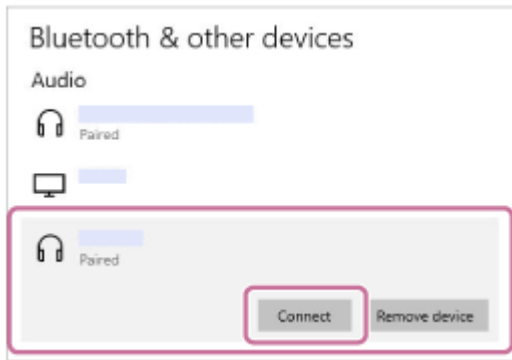 Bluetooth & other devices
Audio
Paired
Paired
Connect Remove device